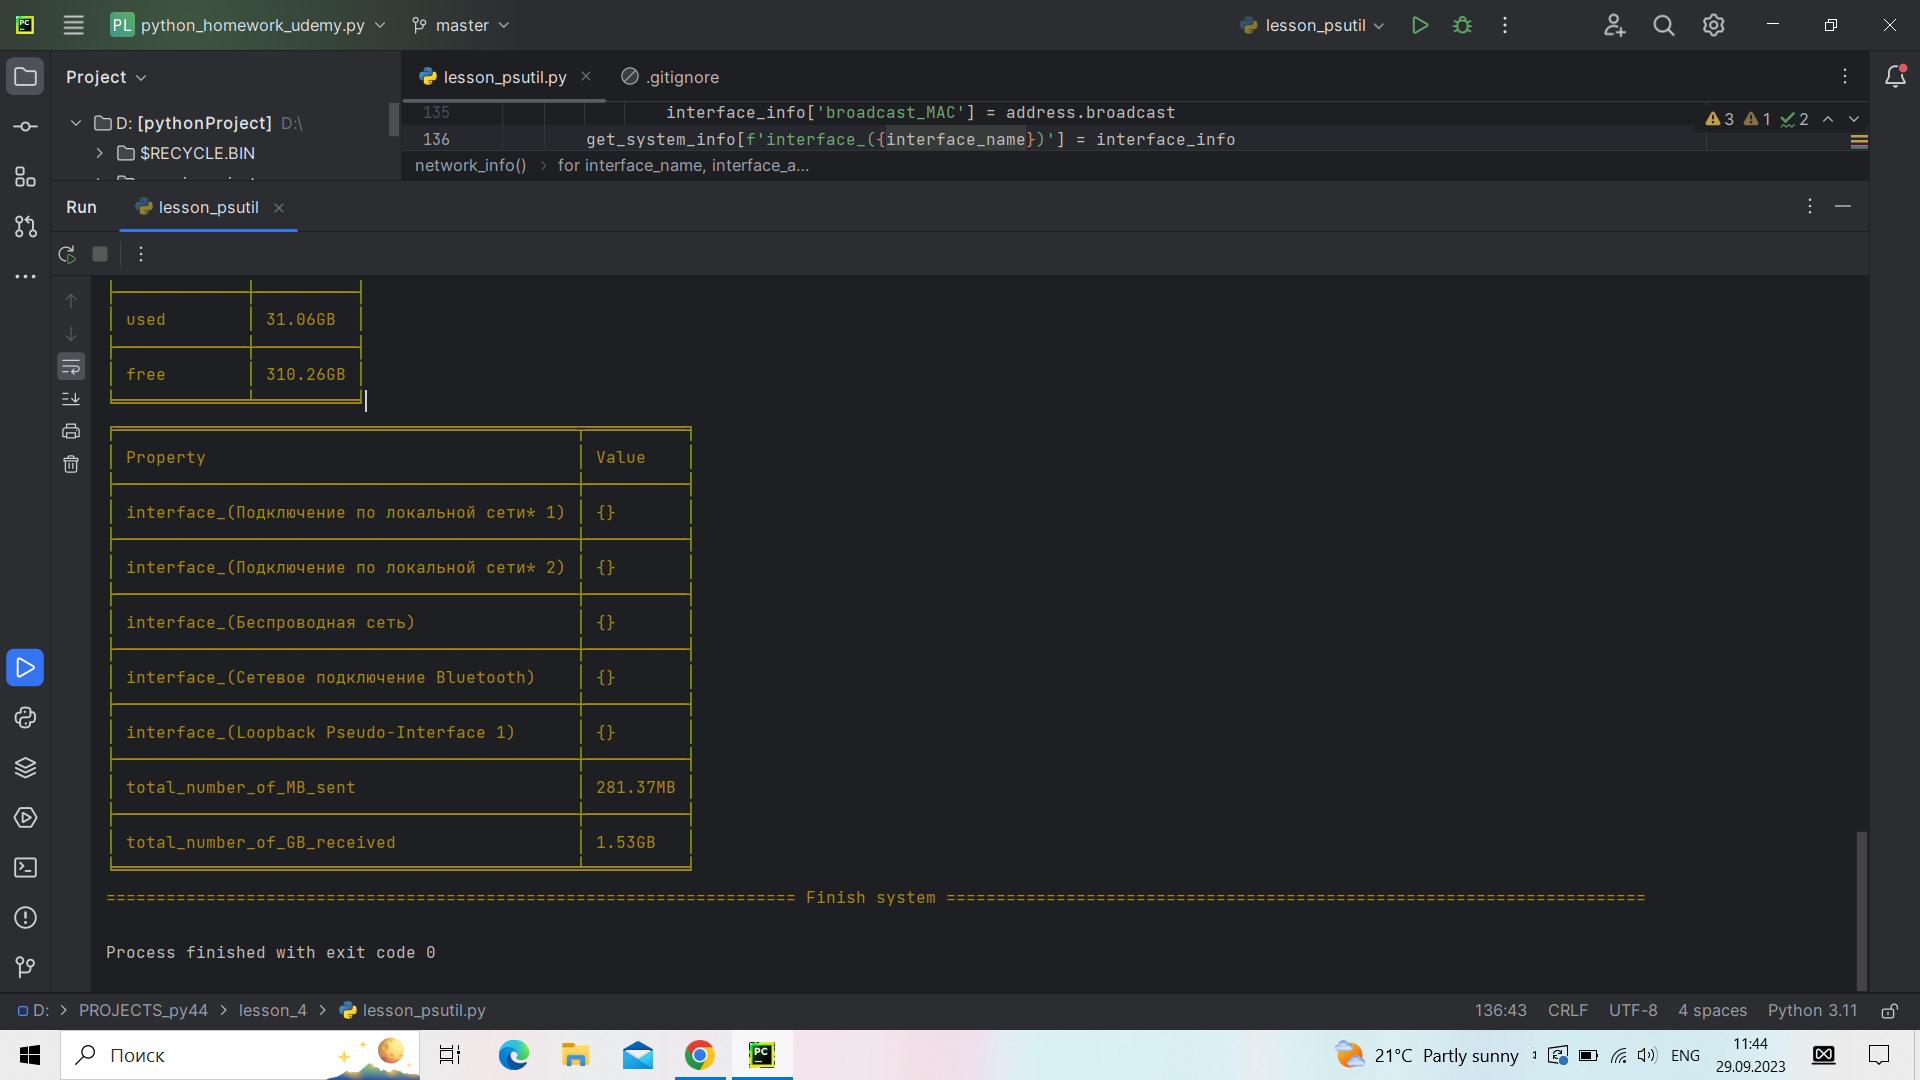 PC
PL python_homework_udemy.py
master
lesson_psutil
Project
lesson_psutil.py
.gitignore
D: [pythonProject] D:\
$RECYCLE.BIN
135 interface_info['broadcast_MAC'] = address.broadcast
136 get_system_info[f'interface_({interface_name})'] = interface_info
3 1 2
network_info() > for interface_name, interface_a...
Run
lesson_psutil
used 31.06GB
free 310.26GB
Property Value
interface_(Подключение по локальной сети* 1) {}
interface_(Подключение по локальной сети* 2) {}
interface_(Беспроводная сеть) {}
interface_(Сетевое подключение Bluetooth) {}
interface_(Loopback Pseudo-Interface 1) {}
total_number_of_MB_sent 281.37MB
total_number_of_GB_received 1.53GB
===================================================================== Finish system ======================================================================
Process finished with exit code 0
D: > PROJECTS_py44 > lesson_4 > lesson_psutil.py
136:43 CRLF UTF-8 4 spaces Python 3.11
Поиск
PC
21°C Partly sunny
ENG
11:44
29.09.2023